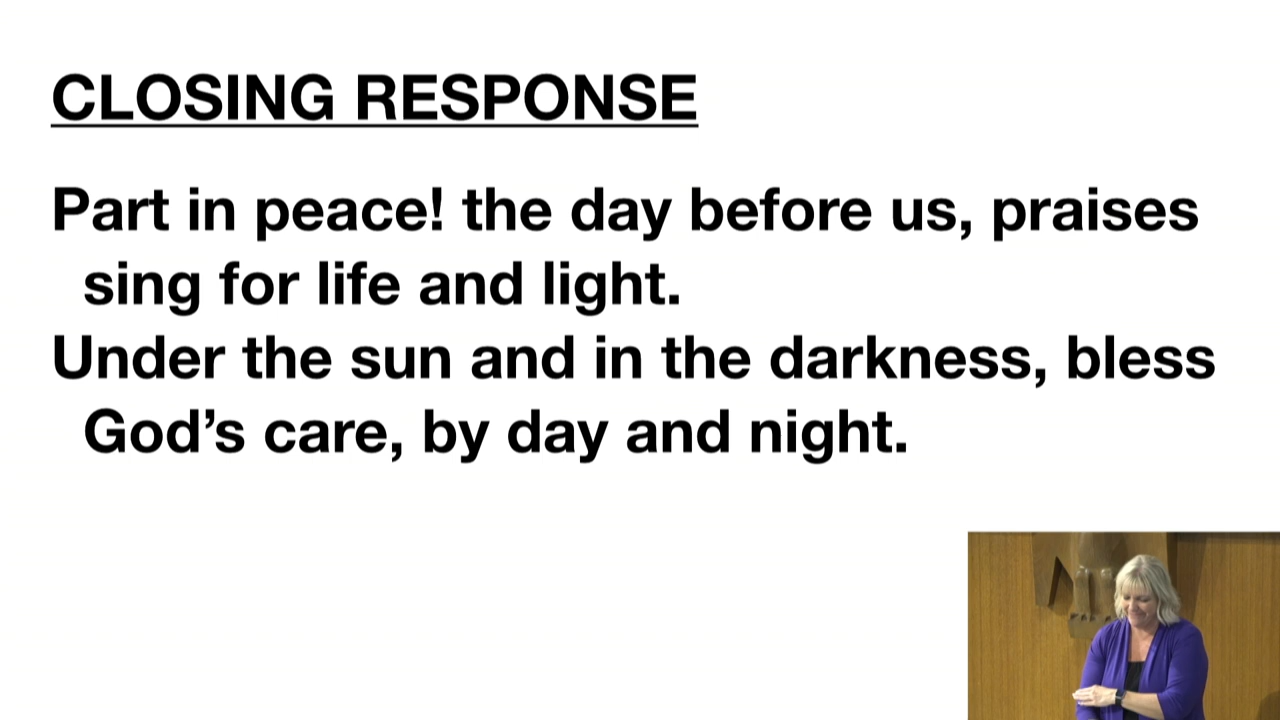 CLOSING RESPONSE
Part in peace! the day before us, praises
sing for life and light.
Under the sun and in the darkness, bless
God’s care, by day and night.